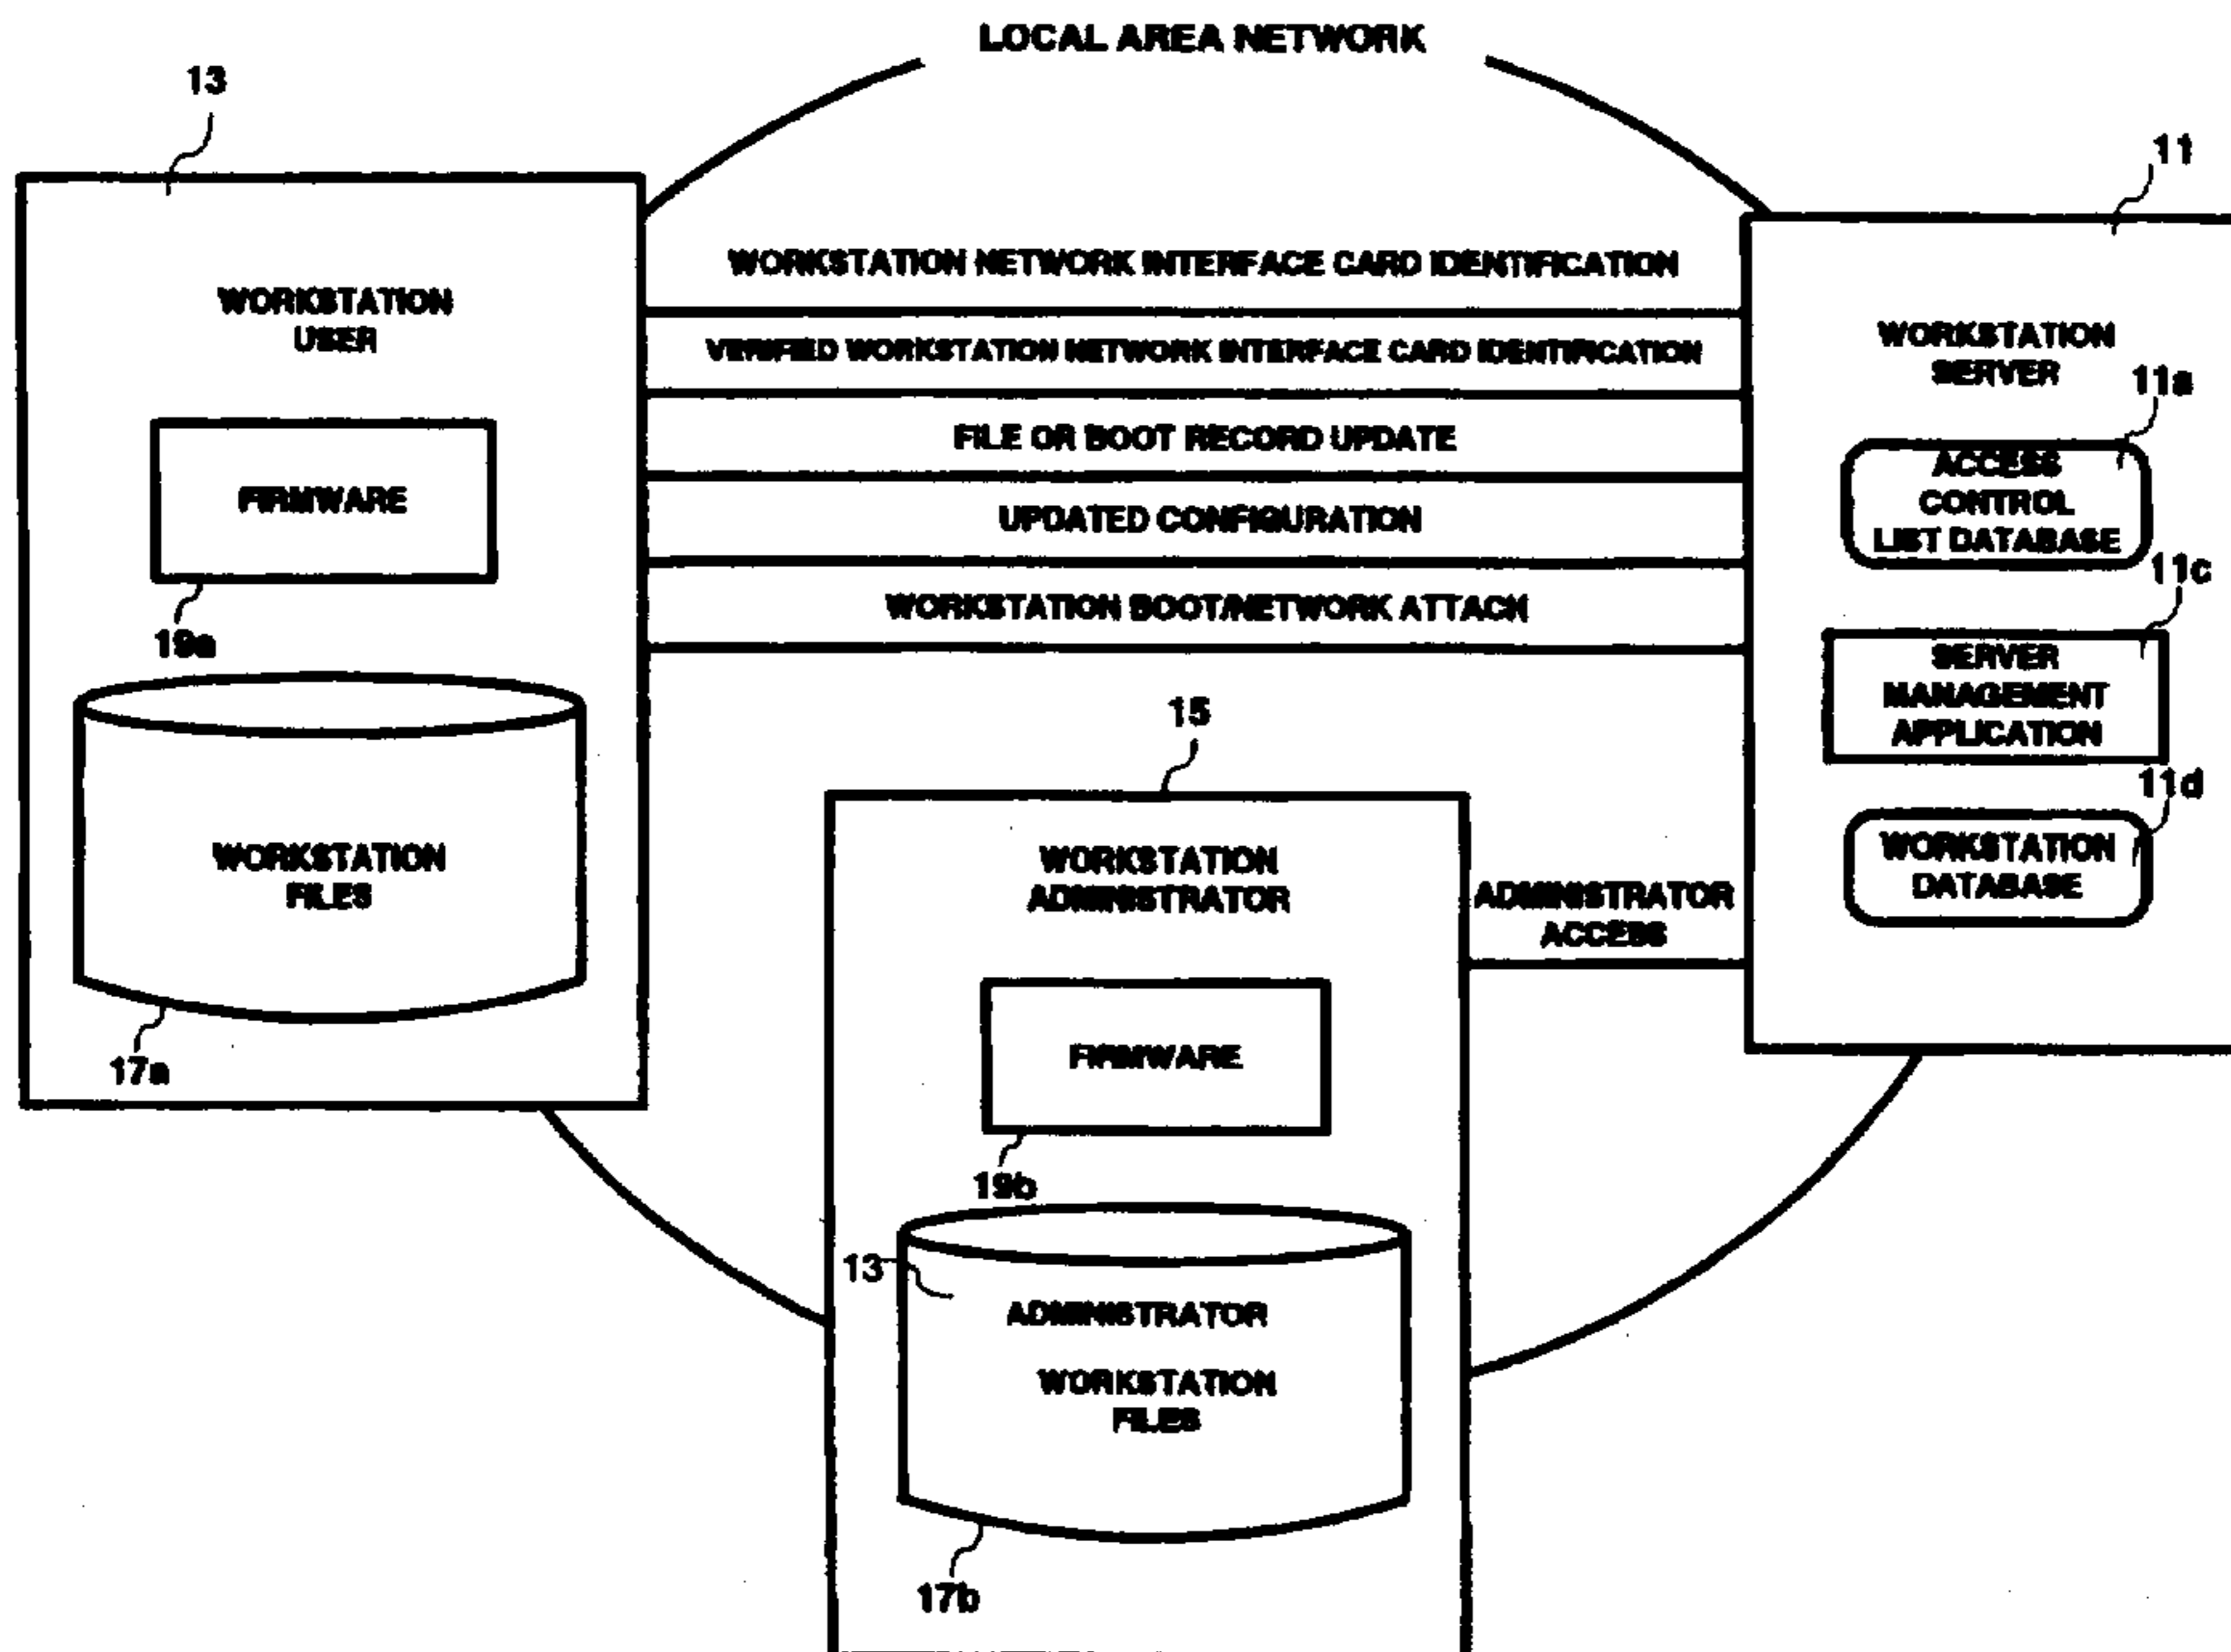 LOCAL AREA NETWORK
13
11
WORKSTATION
USER
FIRMWARE
19a
WORKSTATION
FILES
17a
WORKSTATION NETWORK INTERFACE CARD IDENTIFICATION
VERIFIED WORKSTATION NETWORK INTERFACE CARD IDENTIFICATION
FILE OR BOOT RECORD UPDATE
UPDATED CONFIGURATION
WORKSTATION BOOT/NETWORK ATTACH
WORKSTATION
SERVER
11a
ACCESS
CONTROL
LIST DATABASE
11c
SERVER
MANAGEMENT
APPLICATION
11d
WORKSTATION
DATABASE
15
WORKSTATION
ADMINISTRATOR
ADMINISTRATOR
ACCESS
FIRMWARE
19b
13
ADMINISTRATOR
WORKSTATION
FILES
17b